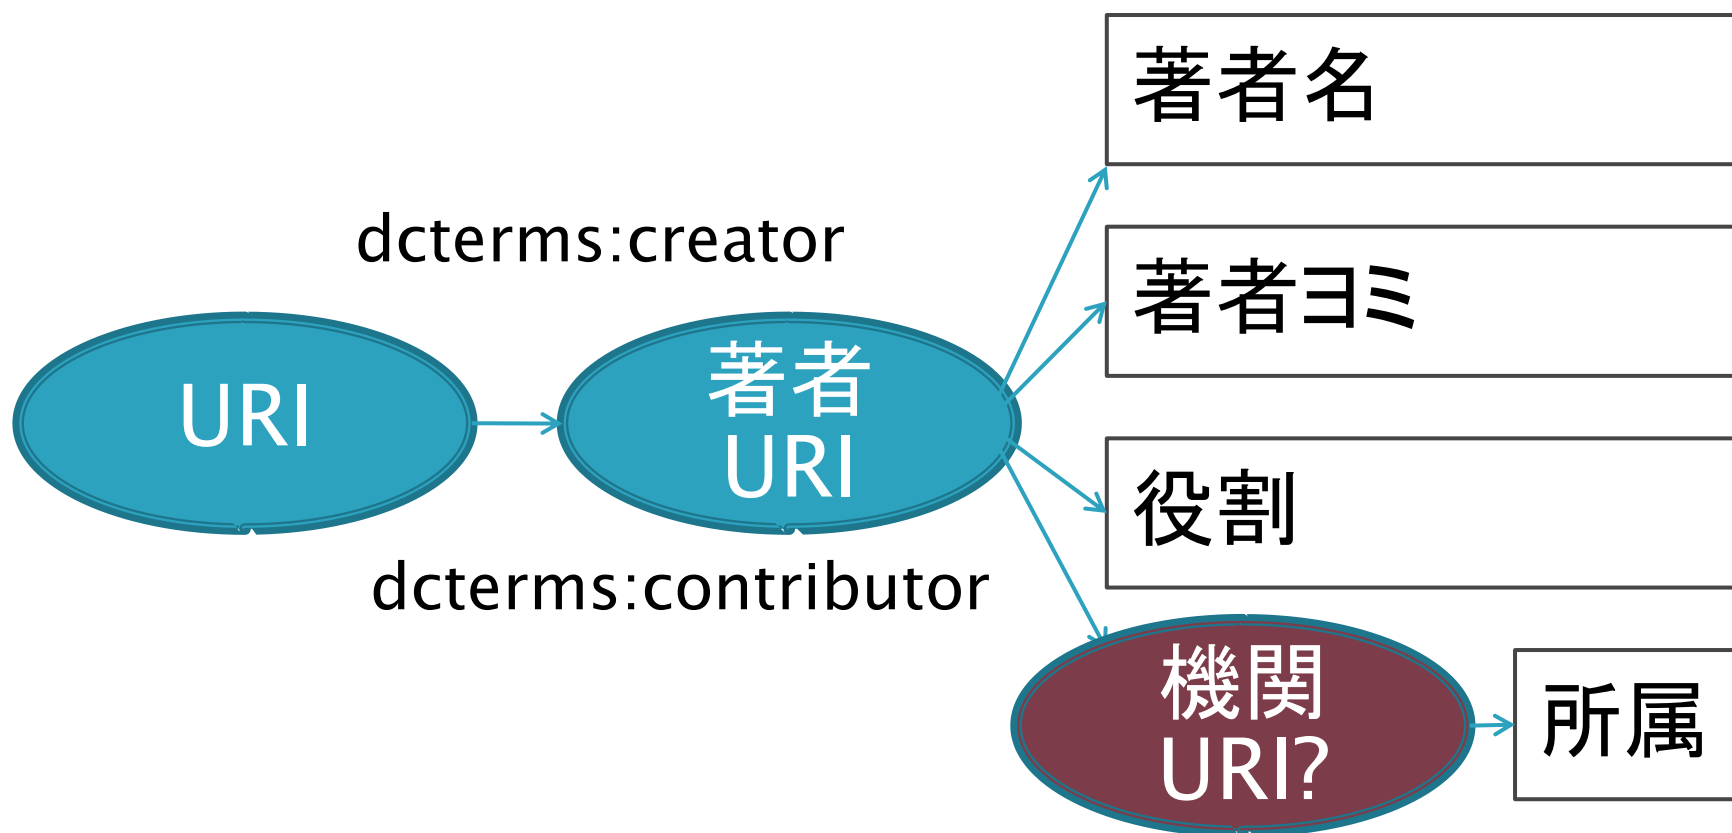 著者名
dcterms:creator
著者ヨミ
URI
著者
URI
役割
dcterms:contributor
機関
URI?
所属